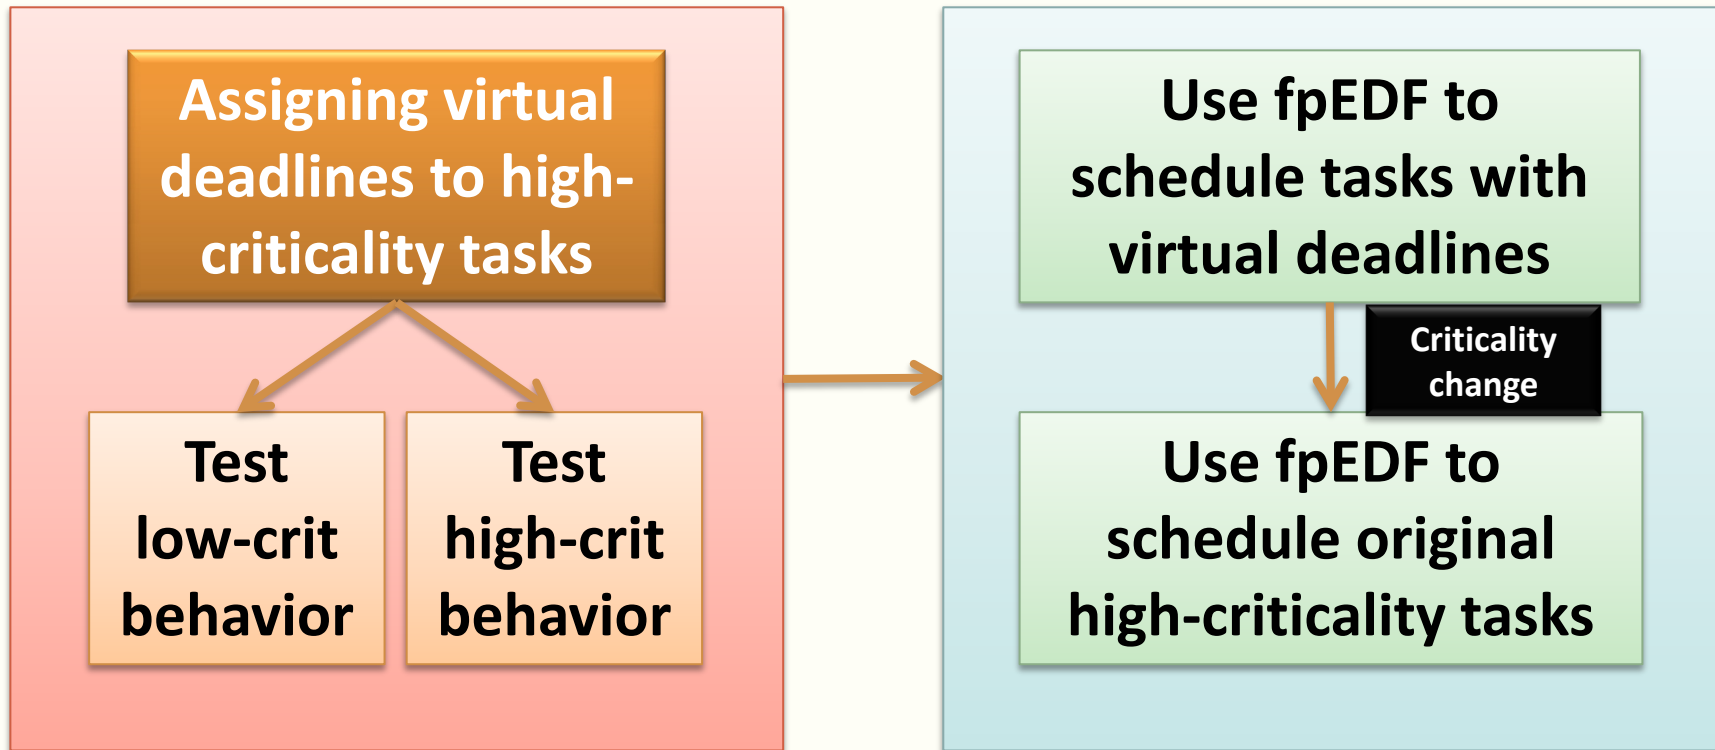 Assigning virtual
deadlines to high-
criticality tasks
Test
low-crit
behavior
Test
high-crit
behavior
Use fpEDF to
schedule tasks with
virtual deadlines
Criticality
change
Use fpEDF to
schedule original
high-criticality tasks